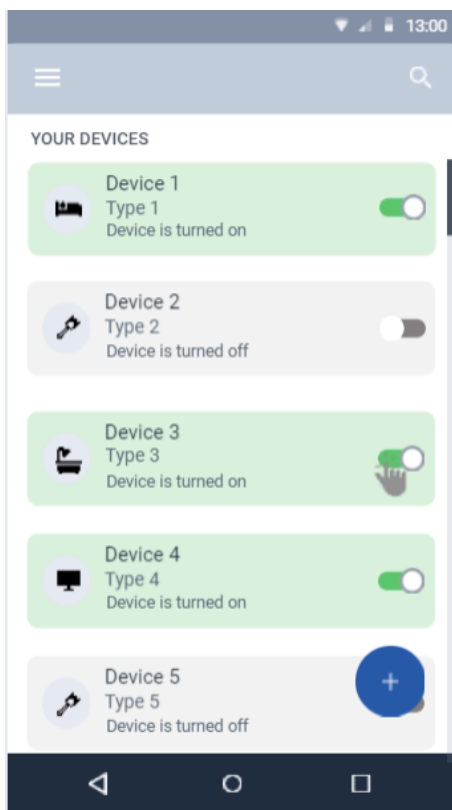 13:00
YOUR DEVICES
Device 1
Type 1
Device is turned on
Device 2
Type 2
Device is turned off
Device 3
Type 3
Device is turned on
Device 4
Type 4
Device is turned on
Device 5
Type 5
Device is turned off
+